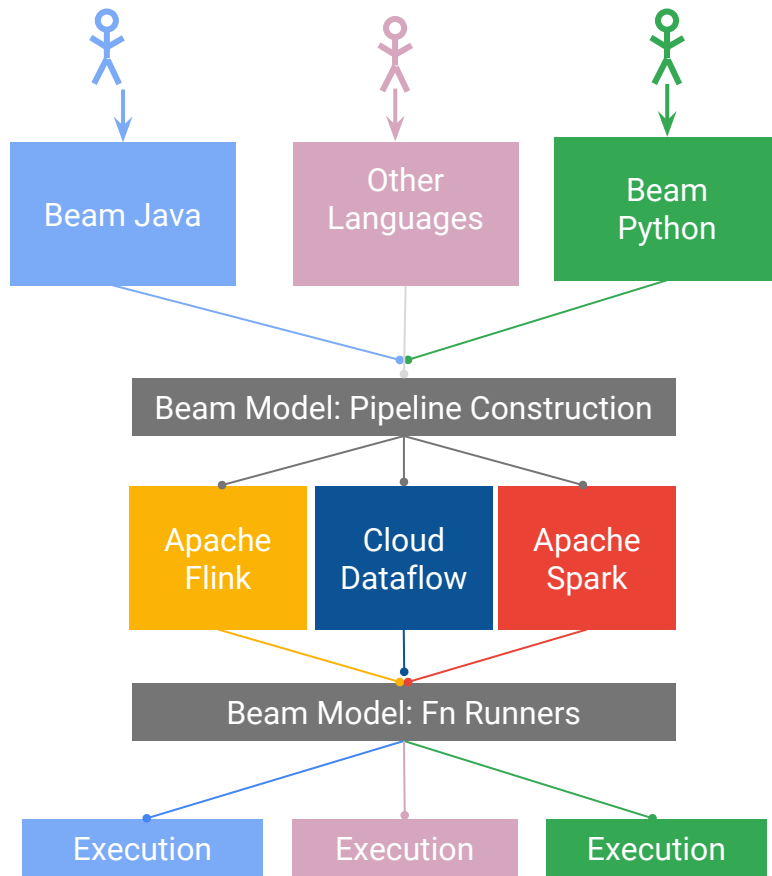 Beam Java
Other
Languages
Beam
Python
Beam Model: Pipeline Construction
Apache
Flink
Cloud
Dataflow
Apache
Spark
Beam Model: Fn Runners
Execution
Execution
Execution